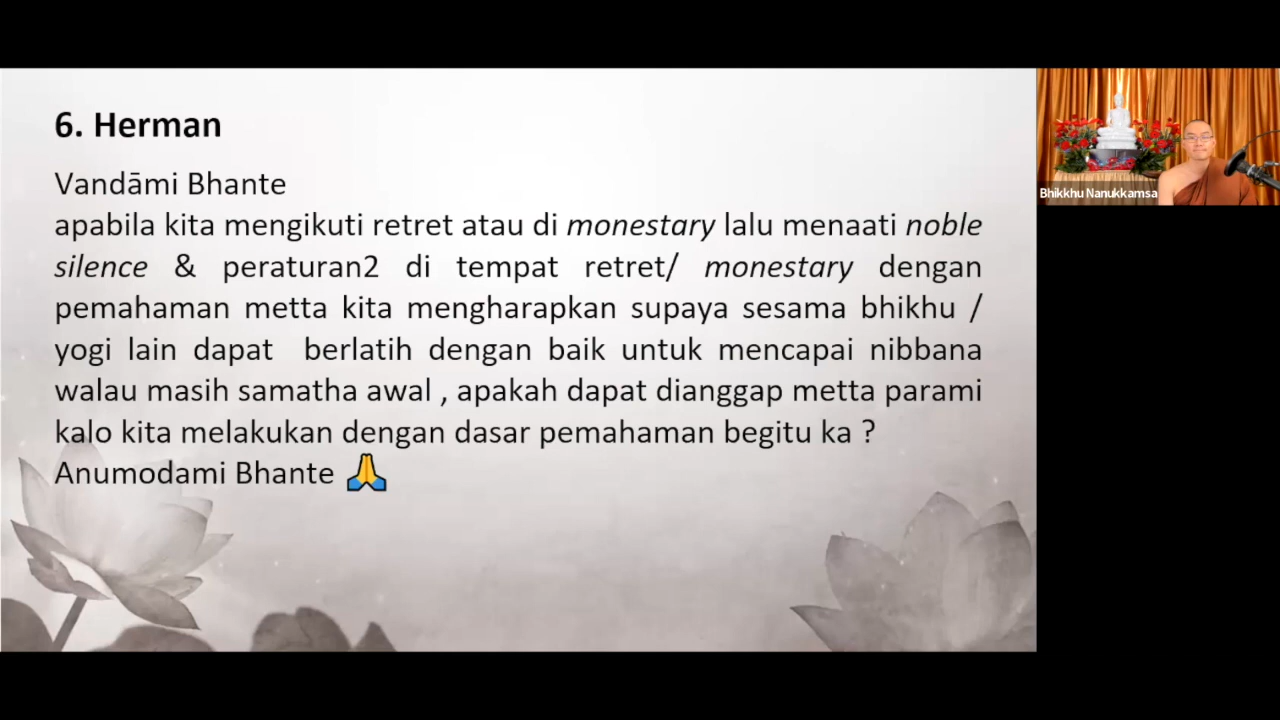 6. Herman
Vandāmi Bhante
apabila kita mengikuti retret atau di monestary lalu menaati noble
silence & peraturan2 di tempat retret/ monestary dengan
pemahaman metta kita mengharapkan supaya sesama bhikhu /
yogi lain dapat berlatih dengan baik untuk mencapai nibbana
walau masih samatha awal , apakah dapat dianggap metta parami
kalo kita melakukan dengan dasar pemahaman begitu ka ?
Anumodami Bhante 🙏
Bhikkhu Nanukkamsa